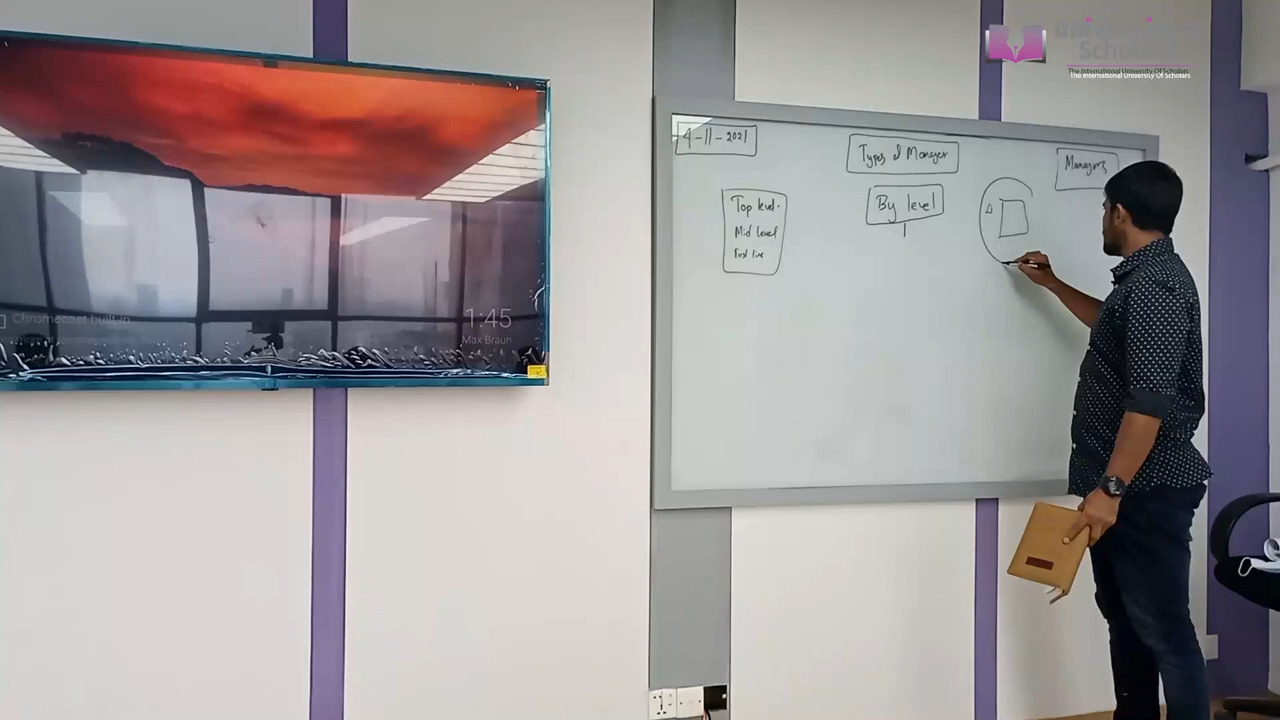 The International University Of Scholars
4-11-2021
Types of Manager
Managers
By level
Top level.
Mid level
First line
Chromecast built-in
1:45
Max Braun